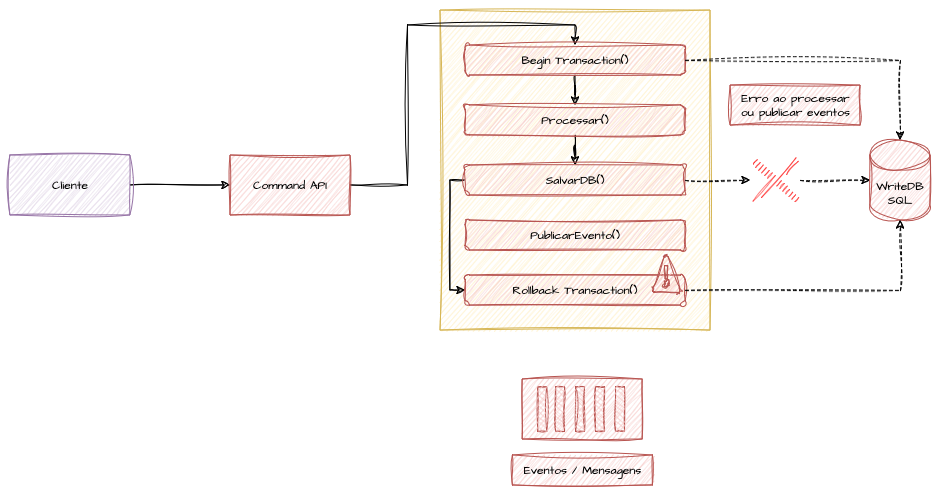 Cliente
Command API
Begin Transaction()
Processar()
SalvarDB()
PublicarEvento()
Rollback Transaction()
Erro ao processar
ou publicar eventos
WriteDB
SQL
Eventos / Mensagens